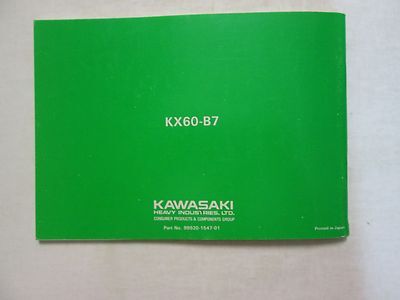 KX60-B7
KAWASAKI
HEAVY INDUSTRIES, LTD.
CONSUMER PRODUCTS & COMPONENTS GROUP
Part No. 99920-1547-01
Printed in Japan